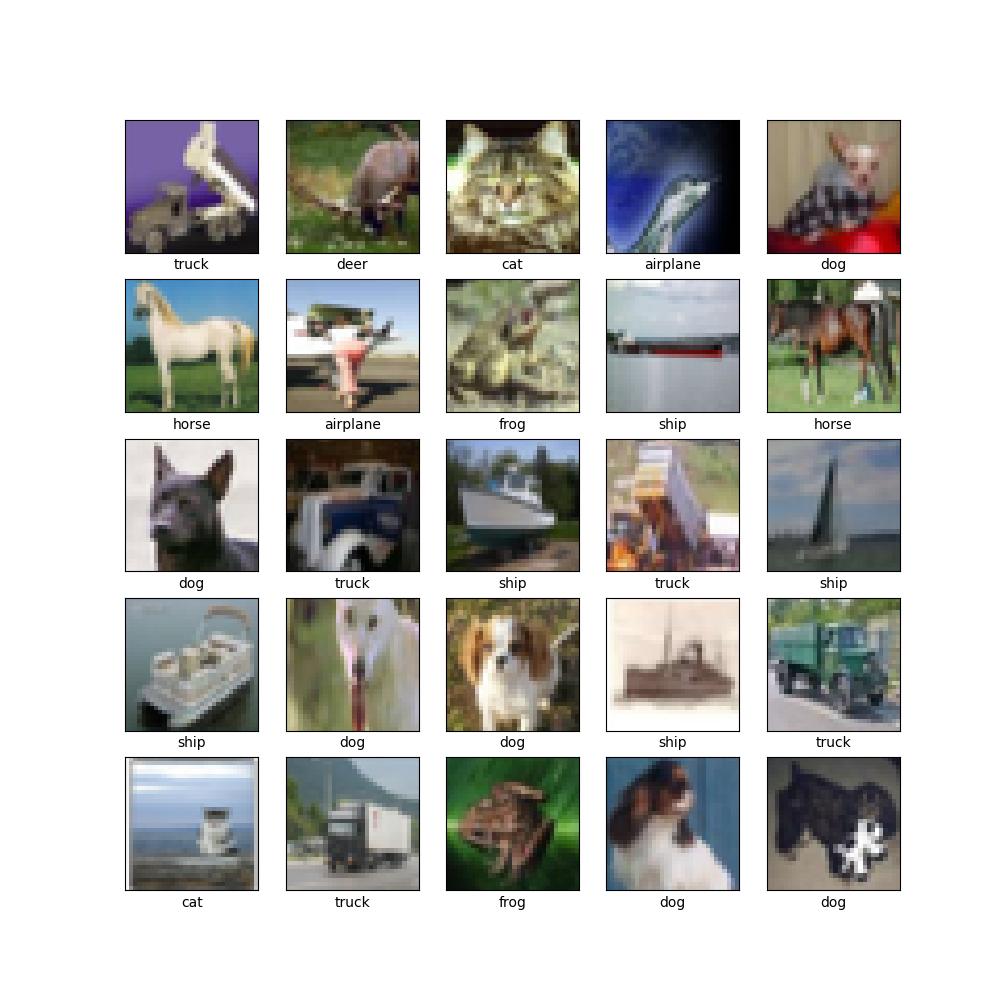 truck deer cat airplane dog
horse airplane frog ship horse
dog truck ship truck ship
ship dog dog ship truck
cat truck frog dog dog